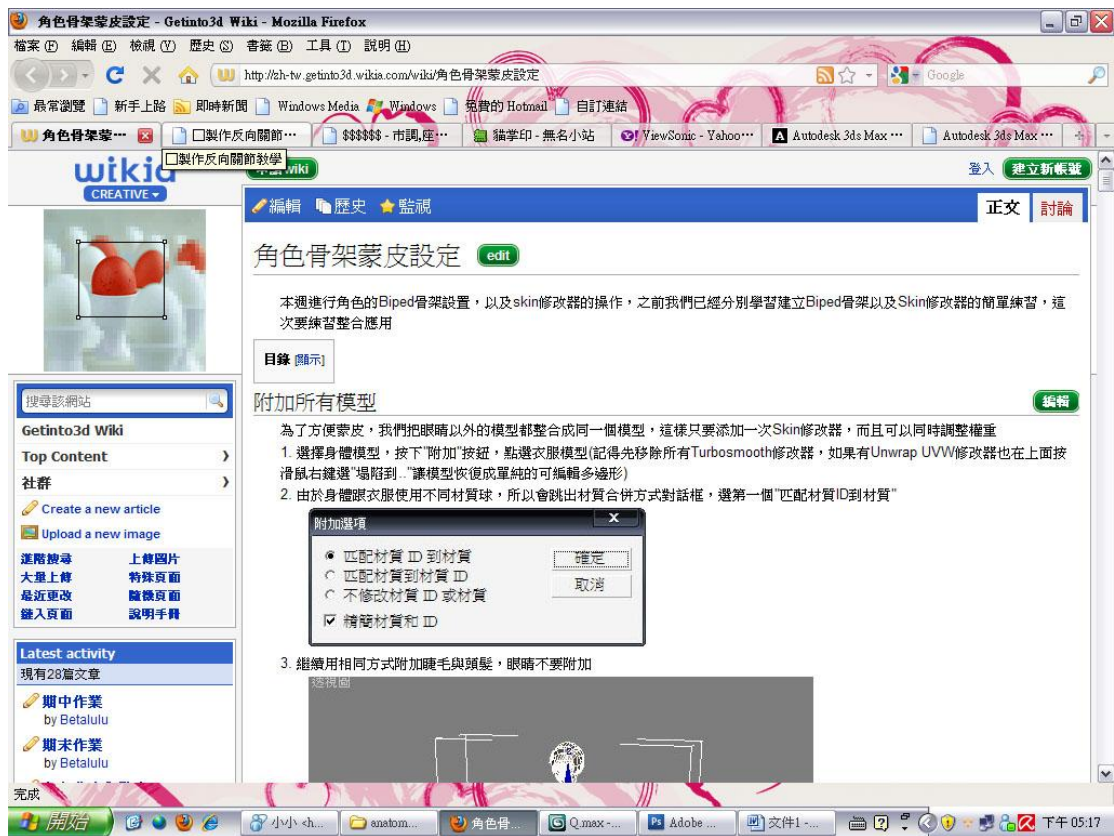 角色骨架蒙皮設定 - Getinto3d Wiki - Mozilla Firefox
檔案(F) 編輯(E) 檢視(V) 歷史(S) 書籤(B) 工具(T) 說明(H)
http://zh-tw.getinto3d.wikia.com/wiki/角色骨架蒙皮設定
Google
最常瀏覽 新手上路 即時新聞 Windows Media Windows 免費的 Hotmail 自訂連結
角色骨架蒙… □製作反向關節… $$$$$$ - 市調,座… 貓掌印 - 無名小站 ViewSonic - Yahoo… Autodesk 3ds Max … Autodesk 3ds Max …
□製作反向關節教學
wikia
CREATIVE
wiki
登入 建立新帳號
編輯 歷史 監視
正文 討論
角色骨架蒙皮設定 edit
本週進行角色的Biped骨架設置，以及skin修改器的操作，之前我們已經分別學習建立Biped骨架以及Skin修改器的簡單練習，這
次要練習整合應用
目錄 [顯示]
附加所有模型 編輯
為了方便蒙皮，我們把眼睛以外的模型都整合成同一個模型，這樣只要添加一次Skin修改器，而且可以同時調整權重
1. 選擇身體模型，按下"附加"按鈕，點選衣服模型(記得先移除所有Turbosmooth修改器，如果有Unwrap UVW修改器也在上面按
滑鼠右鍵選"塌陷到.."讓模型恢復成單純的可編輯多邊形)
2. 由於身體跟衣服使用不同材質球，所以會跳出材質合併方式對話框，選第一個"匹配材質ID到材質"
附加選項
匹配材質 ID 到材質
匹配材質到材質 ID
不修改材質 ID 或材質
精簡材質和 ID
確定
取消
3. 繼續用相同方式附加睫毛與頭髮，眼睛不要附加
透視圖
搜尋該網站
Getinto3d Wiki
Top Content
社群
Create a new article
Upload a new image
進階搜尋 上傳圖片
大量上傳 特殊頁面
最近更改 隨機頁面
鏈入頁面 說明手冊
Latest activity
現有28篇文章
期中作業
by Betalulu
期末作業
by Betalulu
完成
開始 小小 <h... anatom... 角色骨... Q.max -... Adobe ... 文件1 -... 下午 05:17